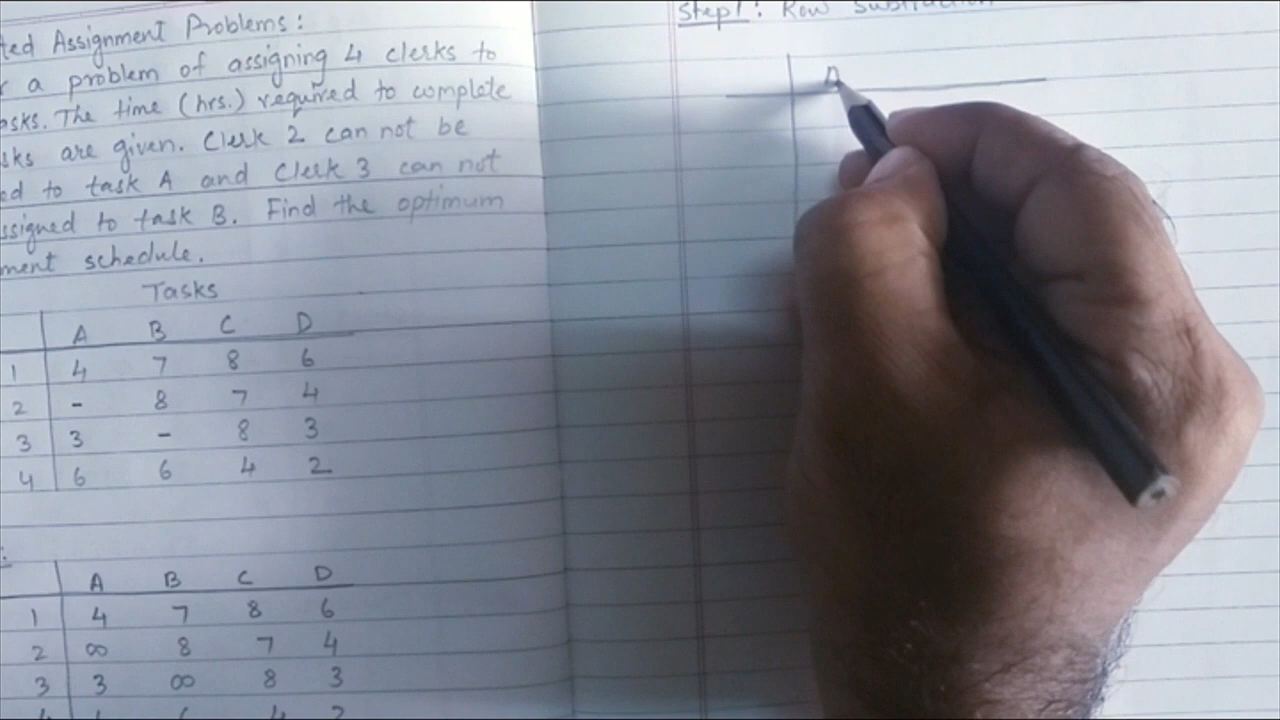 ted Assignment Problems:
r a problem of assigning 4 clerks to
asks. The time (hrs.) required to complete
sks are given. Clerk 2 can not be
ed to task A and Clerk 3 can not
ssigned to task B. Find the optimum
ment schedule.
Tasks
A B C D
1 4 7 8 6
2 - 8 7 4
3 3 - 8 3
4 6 6 4 2
:
A B C D
1 4 7 8 6
2 ∞ 8 7 4
3 3 ∞ 8 3
Step1: Row Subtraction